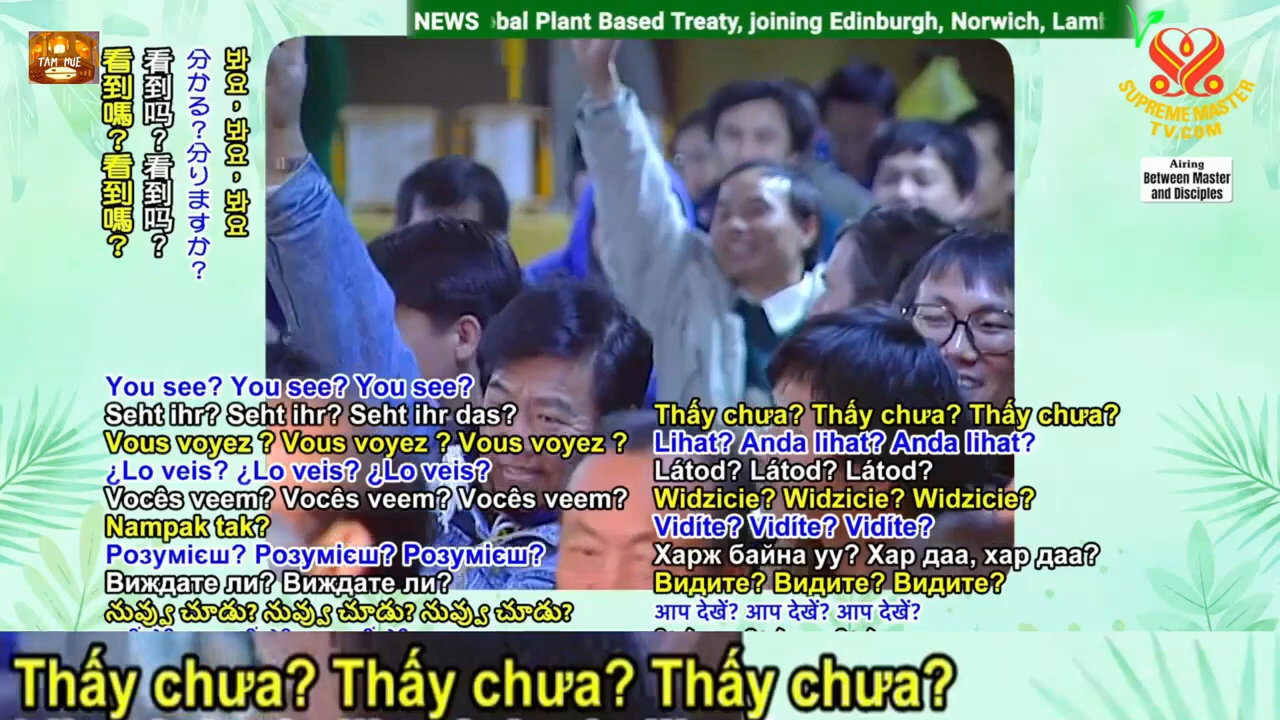 NEWS bal Plant Based Treaty, joining Edinburgh, Norwich, Lam
TAM HUE
SUPREME MASTER
TV.COM
Airing
Between Master
and Disciples
봐요, 봐요, 봐요
分かる？分りますか？
看到吗？看到吗？
看到嗎？看到嗎？
You see? You see? You see?
Seht ihr? Seht ihr? Seht ihr das?
Vous voyez ? Vous voyez ? Vous voyez ?
¿Lo veis? ¿Lo veis? ¿Lo veis?
Vocês veem? Vocês veem? Vocês veem?
Nampak tak?
Розумієш? Розумієш? Розумієш?
Виждате ли? Виждате ли?
నువ్వు చూడు? నువ్వు చూడు? నువ్వు చూడు?
Thấy chưa? Thấy chưa? Thấy chưa?
Lihat? Anda lihat? Anda lihat?
Látod? Látod? Látod?
Widzicie? Widzicie? Widzicie?
Vidíte? Vidíte? Vidíte?
Харж байна уу? Хар даа, хар даа?
Видите? Видите? Видите?
आप देखें? आप देखें? आप देखें?
Thấy chưa? Thấy chưa? Thấy chưa?